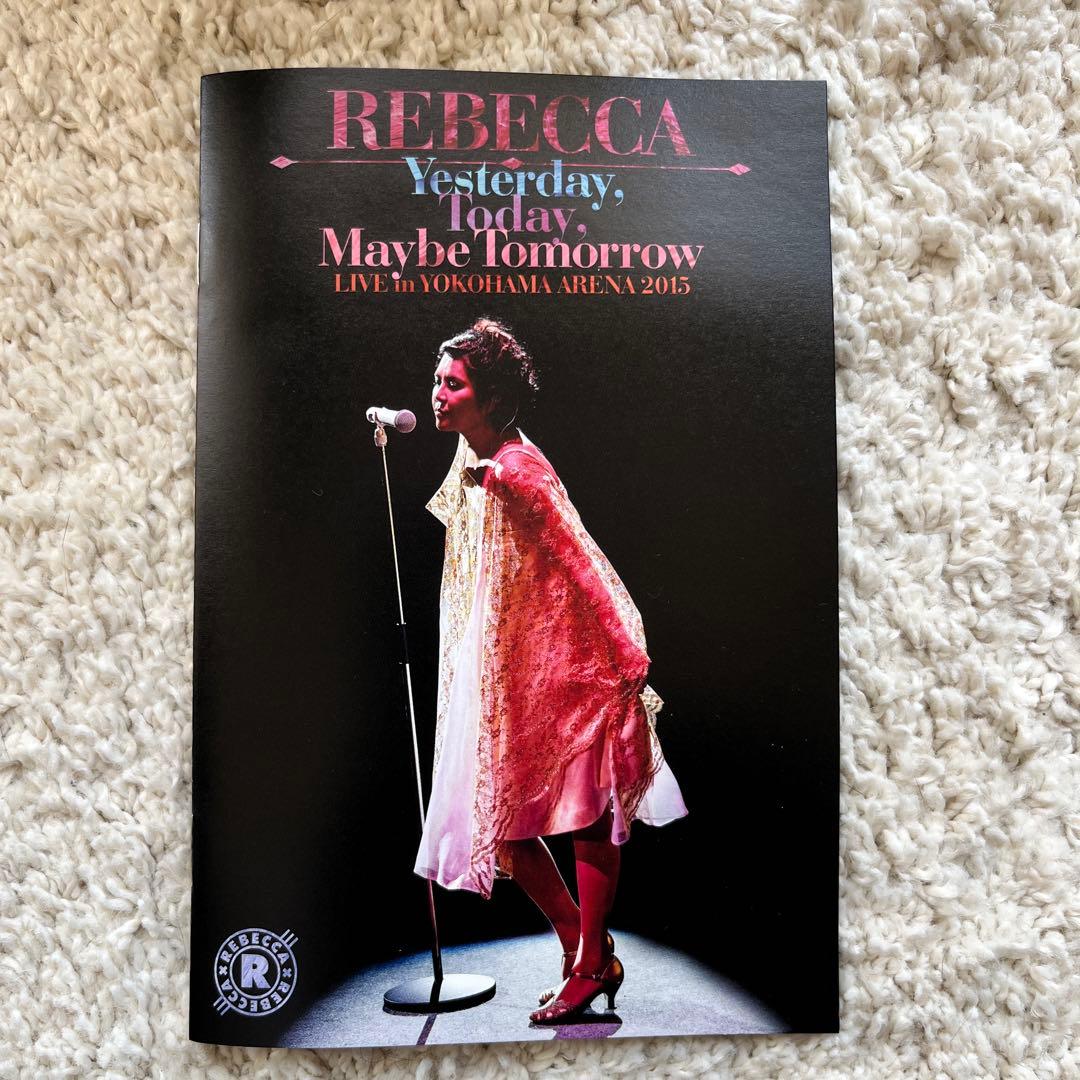 REBECCA
Yesterday,
Today,
Maybe Tomorrow
LIVE in YOKOHAMA ARENA 2015
REBECCA × REBECCA ×
R